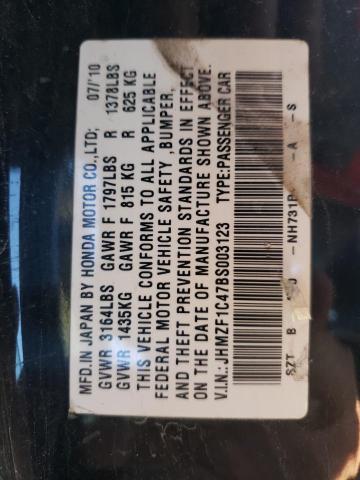 MFD.IN JAPAN BY HONDA MOTOR CO.,LTD; 07/'10
GVWR 3164LBS GAWR F 1797LBS R 1378LBS
GVWR 1435KG GAWR F 815 KG R 625 KG
THIS VEHICLE CONFORMS TO ALL APPLICABLE
FEDERAL MOTOR VEHICLE SAFETY ,BUMPER,
AND THEFT PREVENTION STANDARDS IN EFFECT
ON THE DATE OF MANUFACTURE SHOWN ABOVE.
V.I.N.:JHMZF1C47BS003123 TYPE:PASSENGER CAR
SZT B J -NH731P -A -S